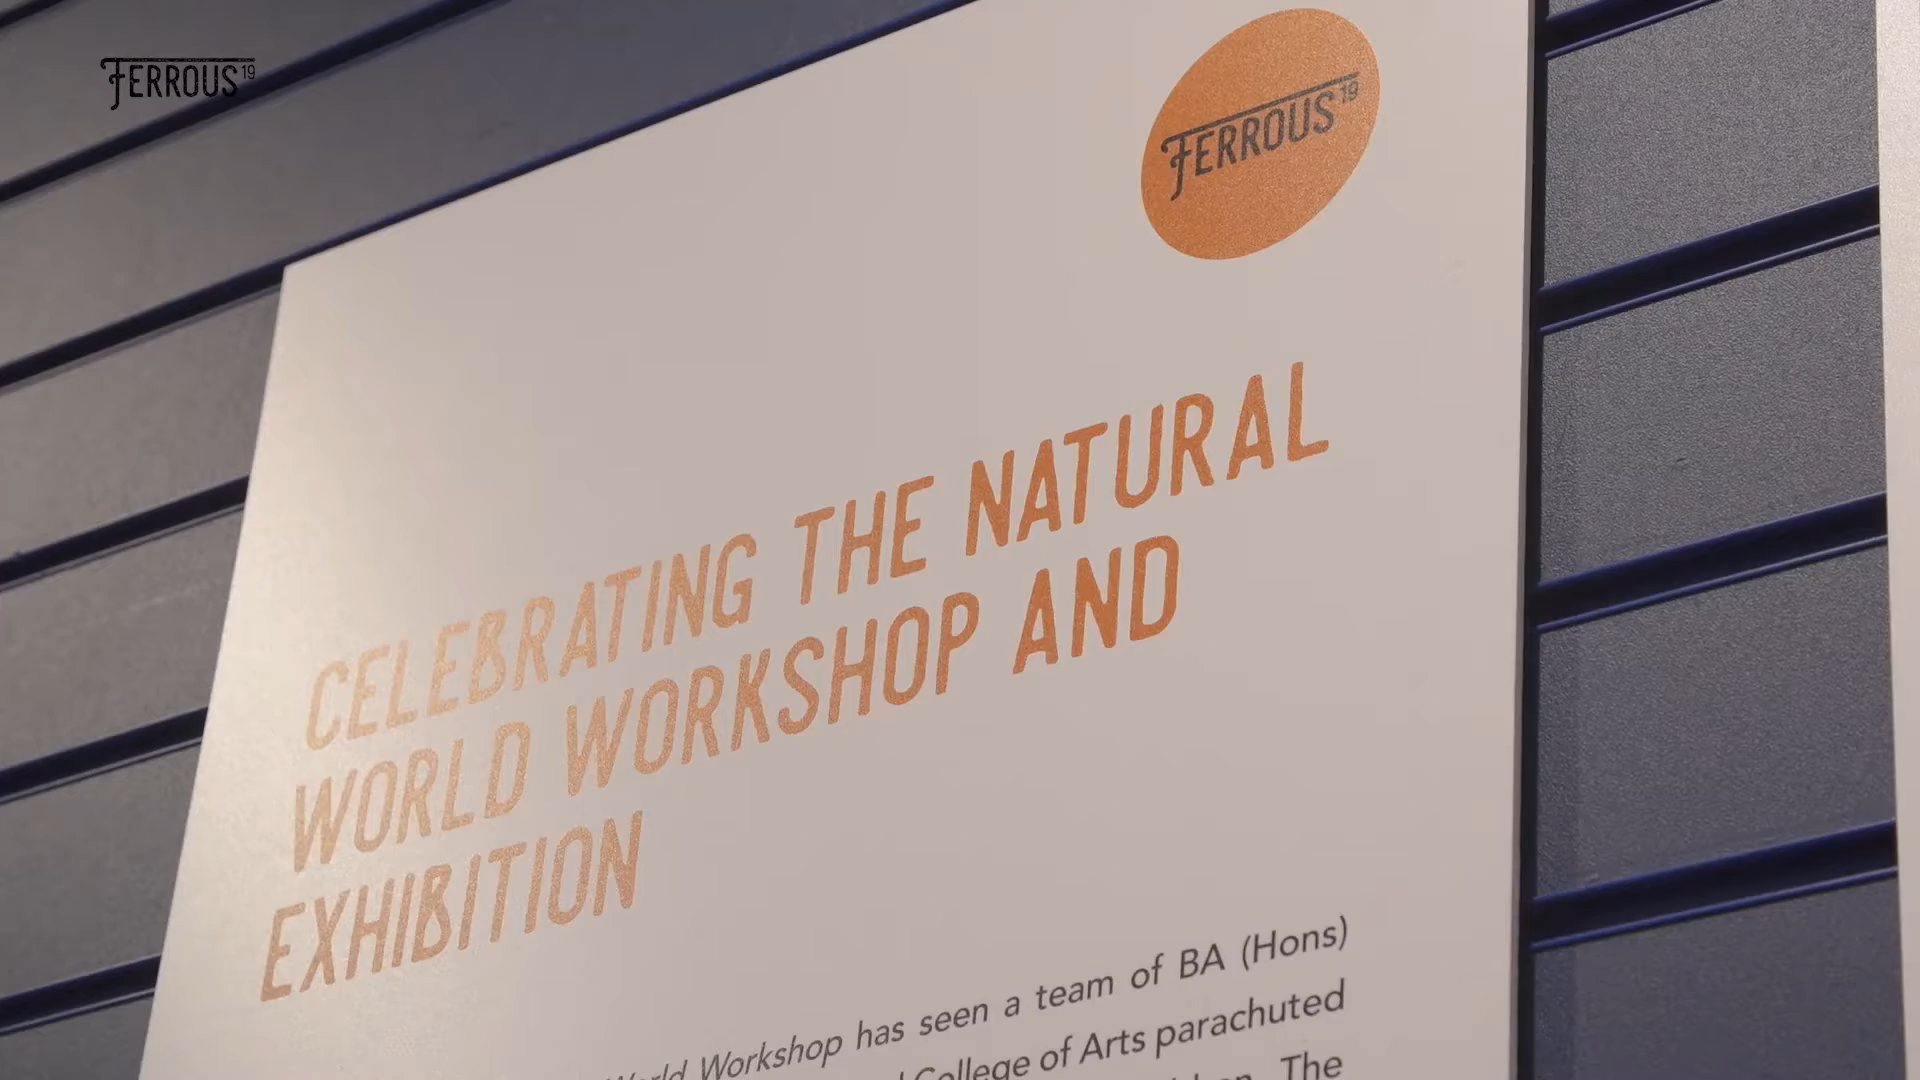 FERROUS19
FERROUS19
CELEBRATING THE NATURAL
WORLD WORKSHOP AND
EXHIBITION
World Workshop has seen a team of BA (Hons)
College of Arts parachuted
The